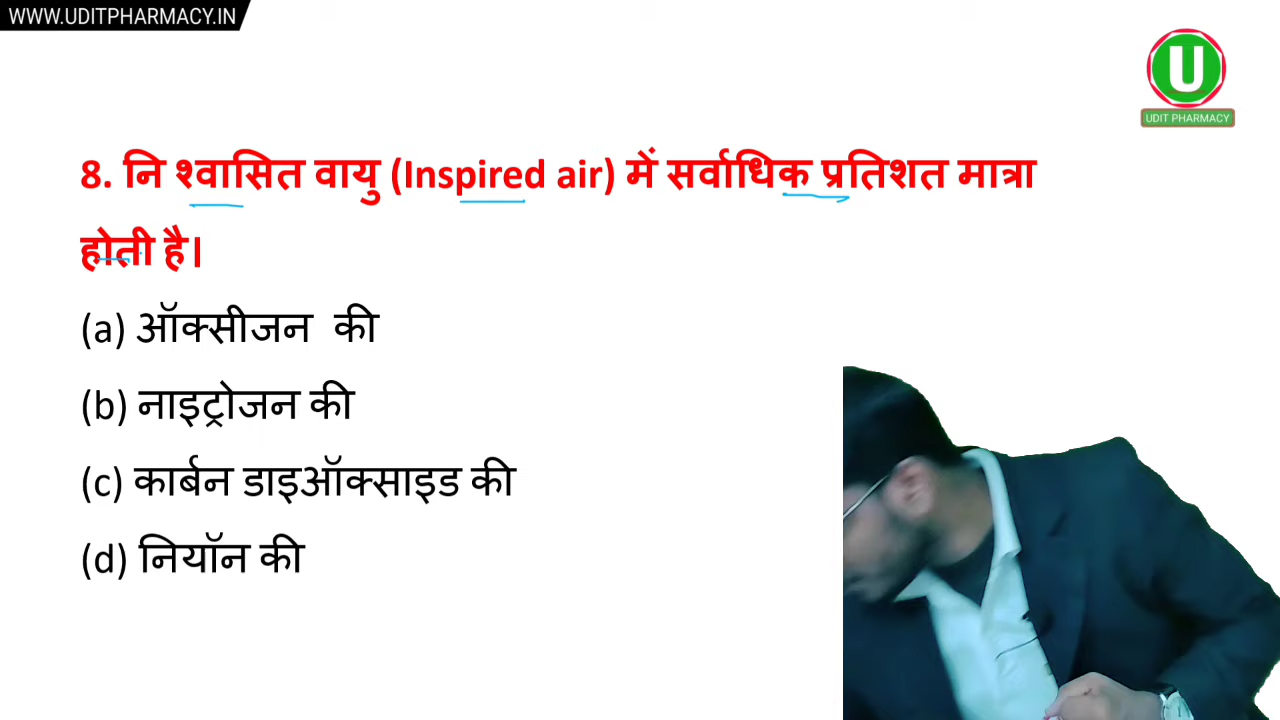 WWW.UDITPHARMACY.IN
U
UDIT PHARMACY
8. नि श्वासित वायु (Inspired air) में सर्वाधिक प्रतिशत मात्रा
होती है।
(a) ऑक्सीजन की
(b) नाइट्रोजन की
(c) कार्बन डाइऑक्साइड की
(d) नियॉन की